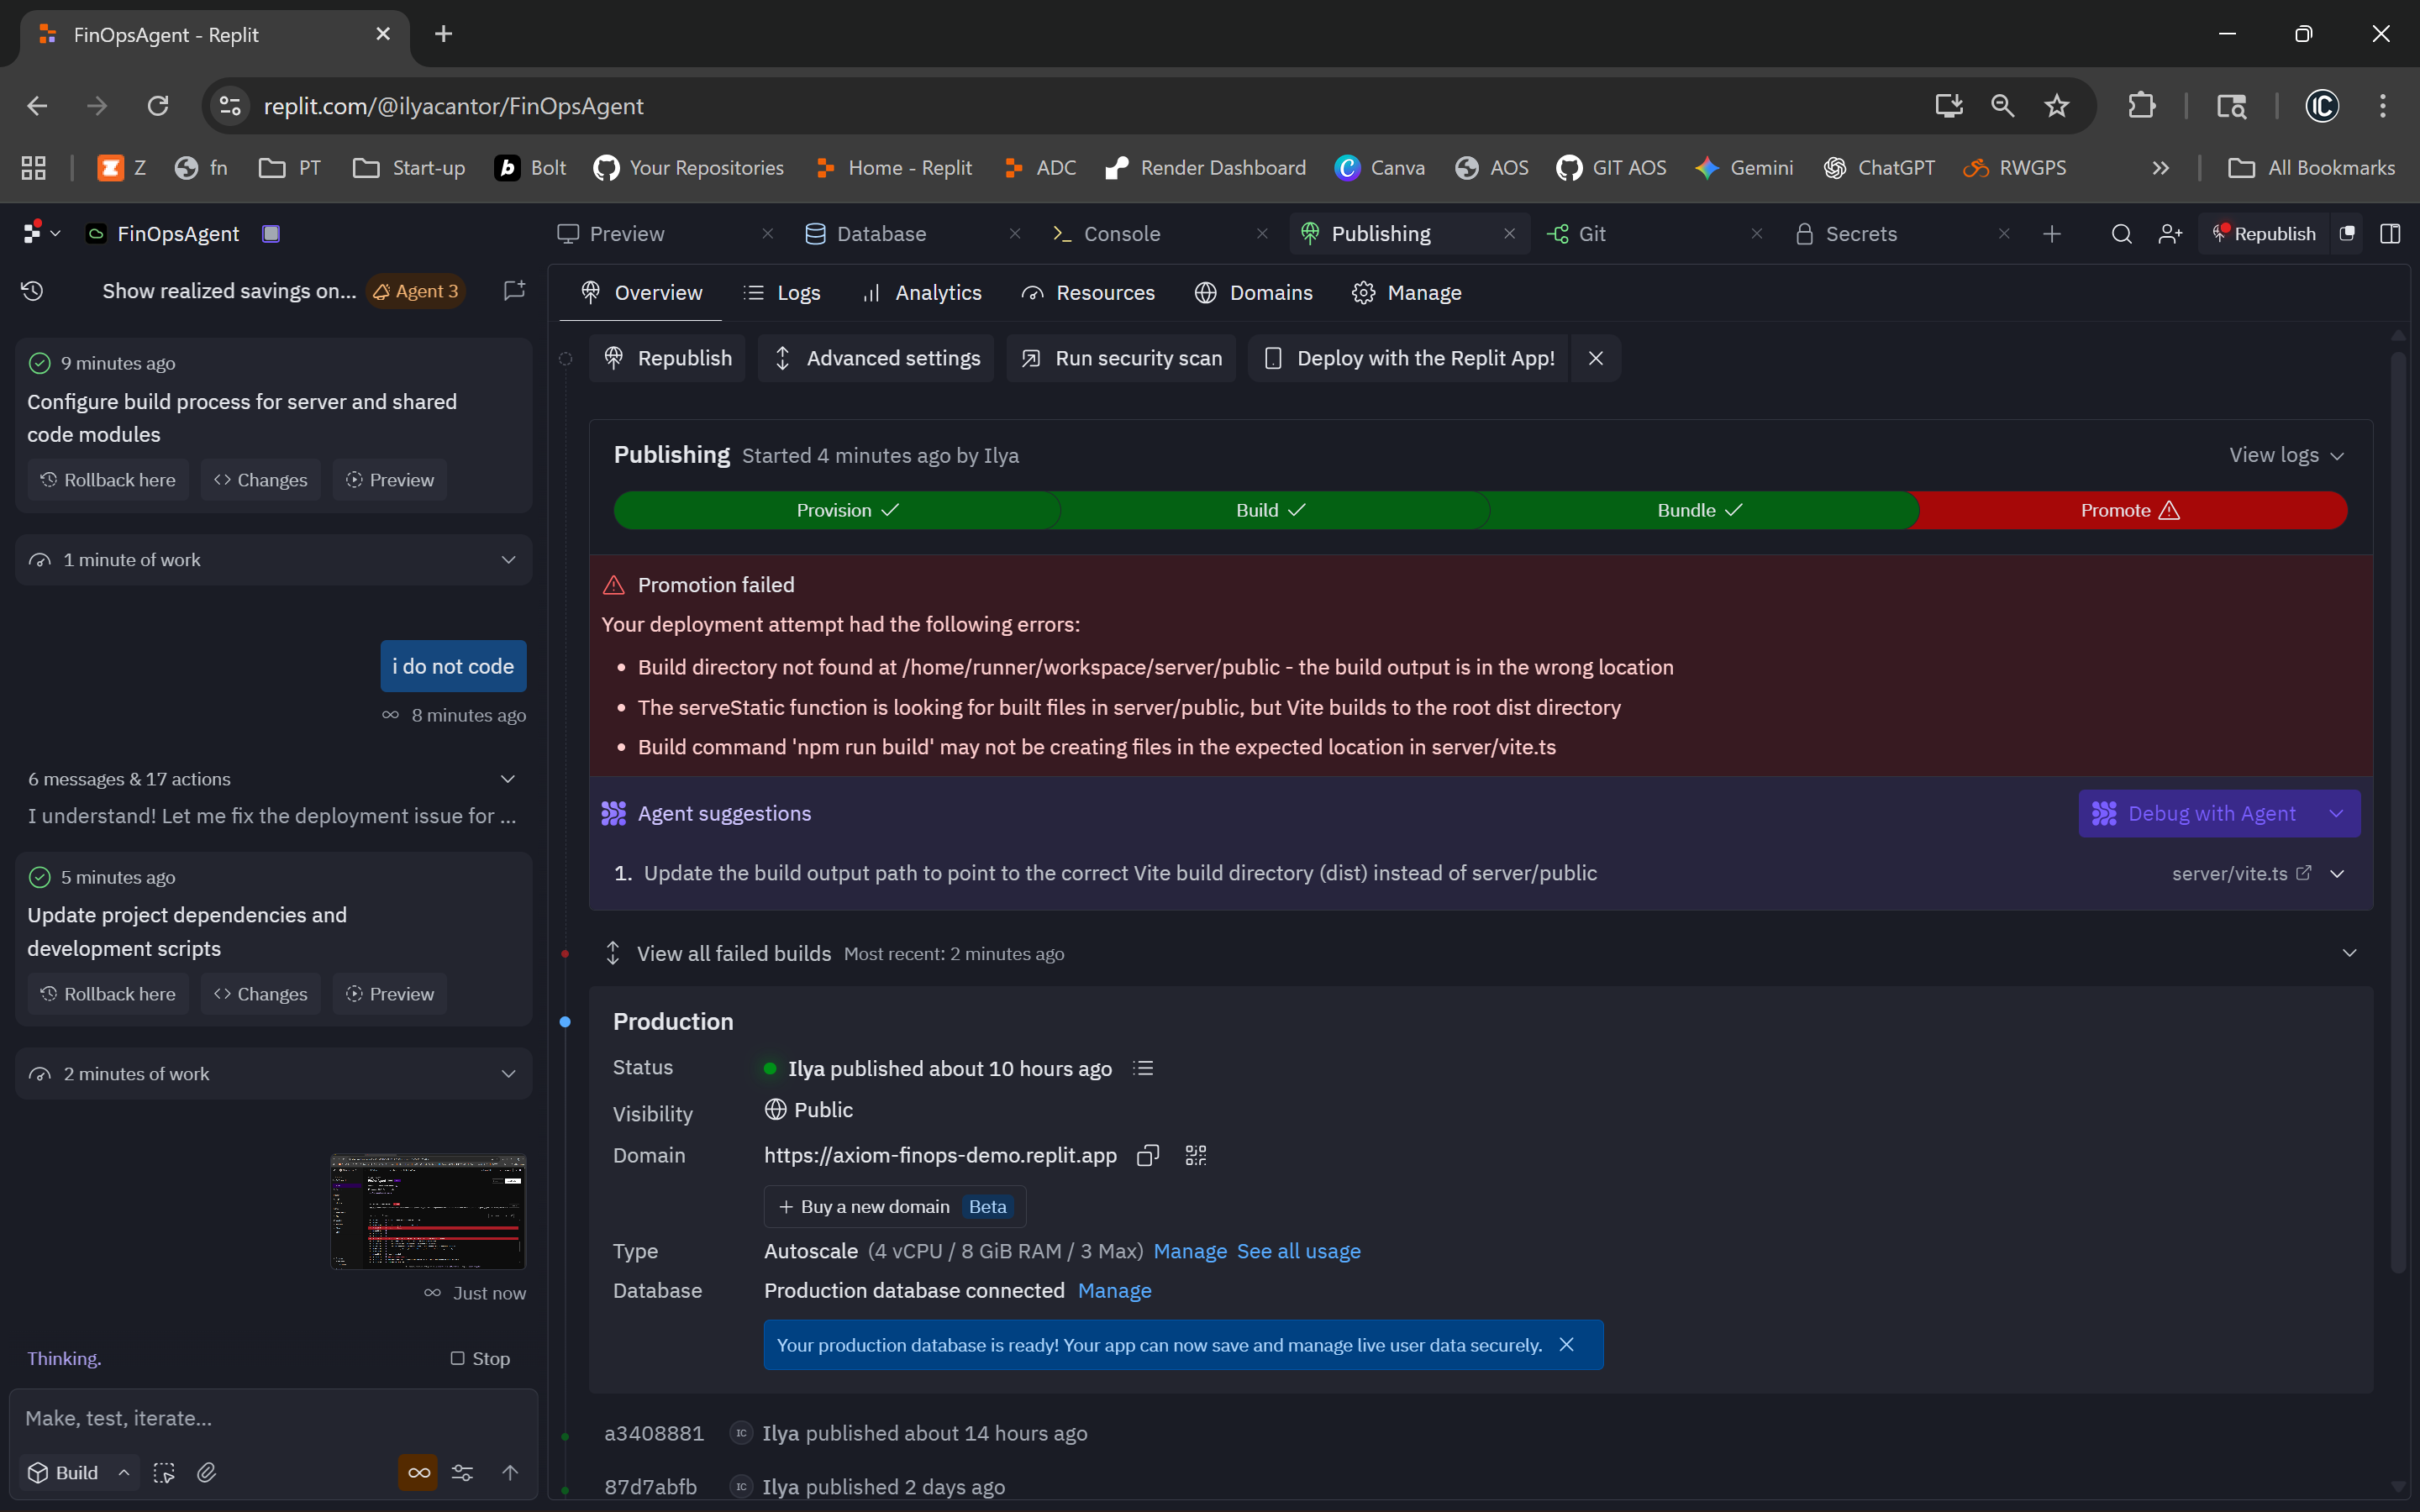 FinOpsAgent - Replit
replit.com/@ilyacantor/FinOpsAgent
Z fn PT Start-up Bolt Your Repositories Home - Replit ADC Render Dashboard Canva AOS GIT AOS Gemini ChatGPT RWGPS » All Bookmarks
FinOpsAgent
Preview Database Console Publishing Git Secrets Republish
Show realized savings on... Agent 3
9 minutes ago
Configure build process for server and shared
code modules
Rollback here Changes Preview
1 minute of work
i do not code
8 minutes ago
6 messages & 17 actions
I understand! Let me fix the deployment issue for ...
5 minutes ago
Update project dependencies and
development scripts
Rollback here Changes Preview
2 minutes of work
Just now
Thinking. Stop
Make, test, iterate...
Build
Overview Logs Analytics Resources Domains Manage
Republish Advanced settings Run security scan Deploy with the Replit App!
Publishing Started 4 minutes ago by Ilya View logs
Provision Build Bundle Promote
Promotion failed
Your deployment attempt had the following errors:
• Build directory not found at /home/runner/workspace/server/public - the build output is in the wrong location
• The serveStatic function is looking for built files in server/public, but Vite builds to the root dist directory
• Build command 'npm run build' may not be creating files in the expected location in server/vite.ts
Agent suggestions Debug with Agent
1. Update the build output path to point to the correct Vite build directory (dist) instead of server/public server/vite.ts
View all failed builds Most recent: 2 minutes ago
Production
Status Ilya published about 10 hours ago
Visibility Public
Domain https://axiom-finops-demo.replit.app
+ Buy a new domain Beta
Type Autoscale (4 vCPU / 8 GiB RAM / 3 Max) Manage See all usage
Database Production database connected Manage
Your production database is ready! Your app can now save and manage live user data securely.
a3408881 IC Ilya published about 14 hours ago
87d7abfb IC Ilya published 2 days ago